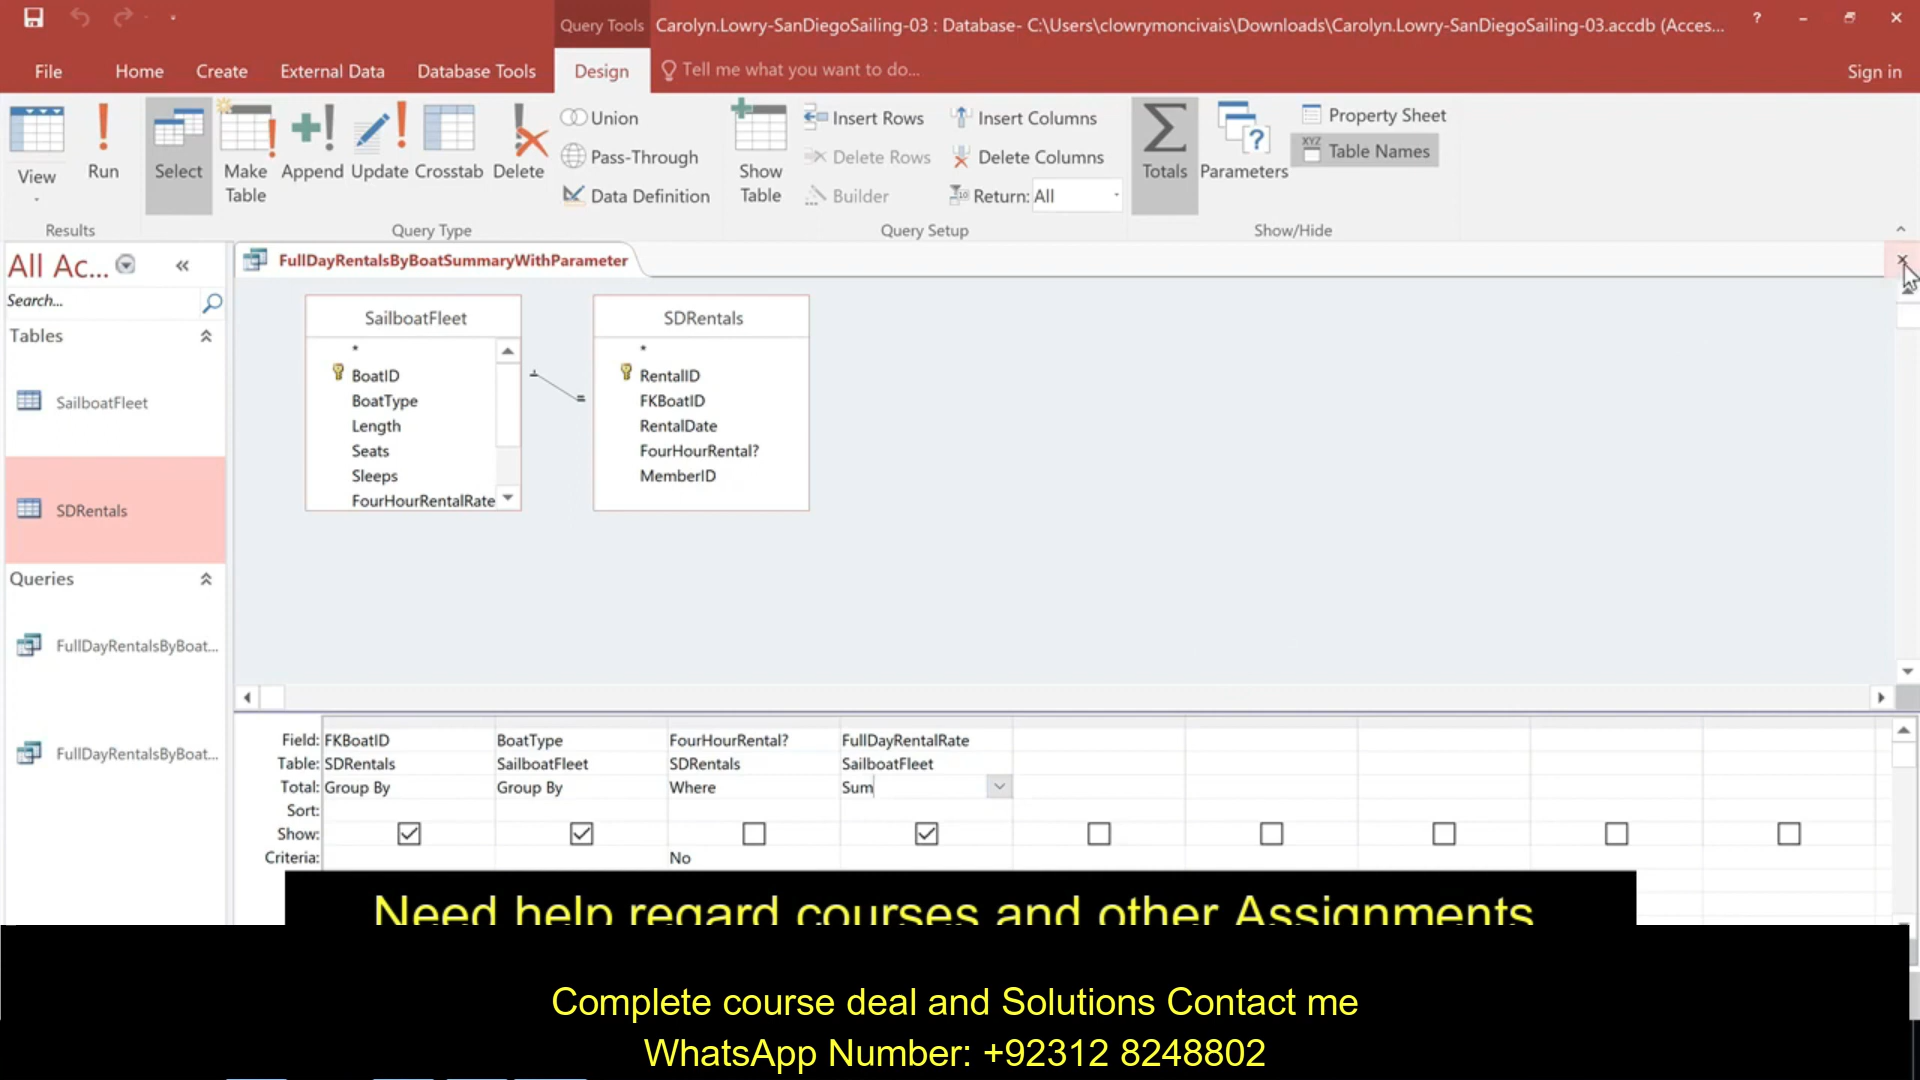 Query Tools
Carolyn.Lowry-SanDiegoSailing-03 : Database- C:\Users\clowrymoncivais\Downloads\Carolyn.Lowry-SanDiegoSailing-03.accdb (Acces...
?
File
Home
Create
External Data
Database Tools
Design
Tell me what you want to do...
Sign in
View
Run
Select
Make Table
Append
Update
Crosstab
Delete
Union
Pass-Through
Data Definition
Show Table
Insert Rows
Delete Rows
Builder
Insert Columns
Delete Columns
Return: All
Totals
Parameters
Property Sheet
Table Names
Results
Query Type
Query Setup
Show/Hide
All Ac...
Search...
Tables
SailboatFleet
SDRentals
Queries
FullDayRentalsByBoat...
FullDayRentalsByBoat...
FullDayRentalsByBoatSummaryWithParameter
SailboatFleet
*
BoatID
BoatType
Length
Seats
Sleeps
FourHourRentalRate
SDRentals
*
RentalID
FKBoatID
RentalDate
FourHourRental?
MemberID
Field: FKBoatID BoatType FourHourRental? FullDayRentalRate
Table: SDRentals SailboatFleet SDRentals SailboatFleet
Total: Group By Group By Where Sum
Sort:
Show:
Criteria: No
Need help regard courses and other Assignments
Complete course deal and Solutions Contact me
WhatsApp Number: +92312 8248802